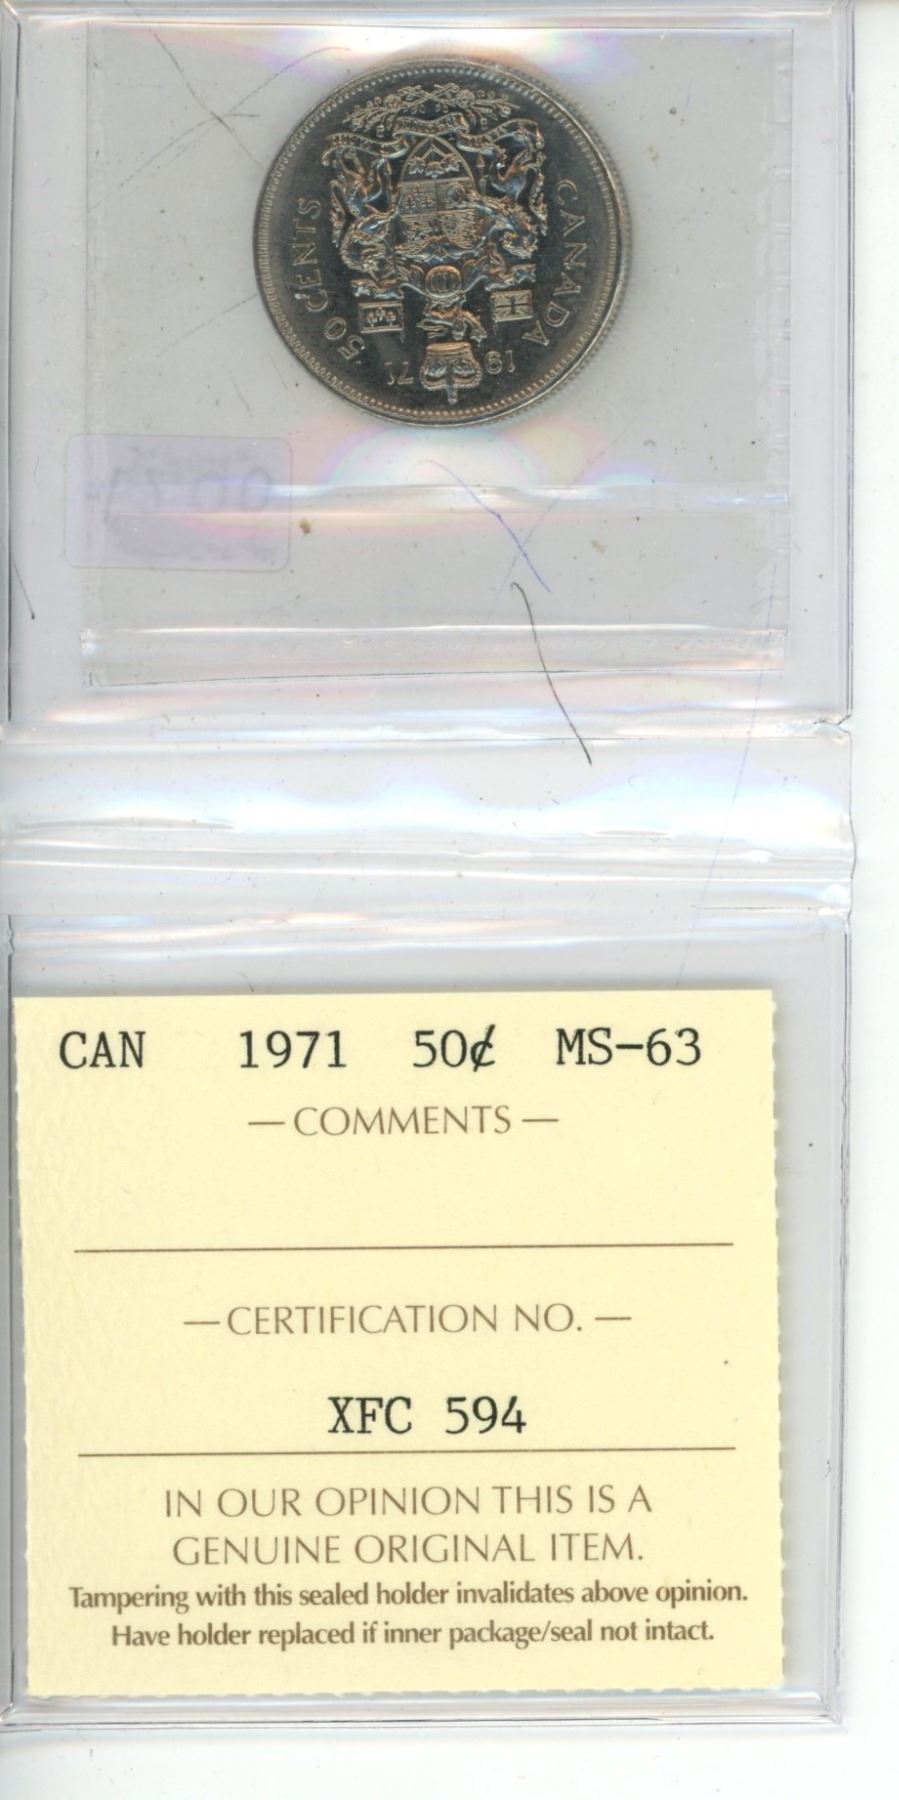 50 CENTS
CANADA
1971
CAN 1971 50¢ MS-63
— COMMENTS —
— CERTIFICATION NO. —
XFC 594
IN OUR OPINION THIS IS A
GENUINE ORIGINAL ITEM.
Tampering with this sealed holder invalidates above opinion.
Have holder replaced if inner package/seal not intact.